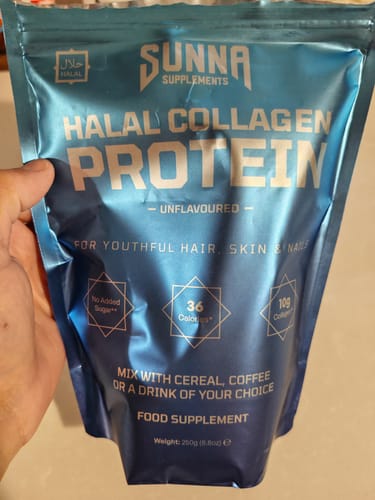 SUNNA
SUPPLEMENTS
حلال
HALAL
HALAL COLLAGEN
PROTEIN
— UNFLAVOURED —
FOR YOUTHFUL HAIR, SKIN & NAILS
No Added
Sugar**
36
Calories*
10g
Collagen*
MIX WITH CEREAL, COFFEE
OR A DRINK OF YOUR CHOICE
FOOD SUPPLEMENT
Weight: 250g (8.8oz) ℮